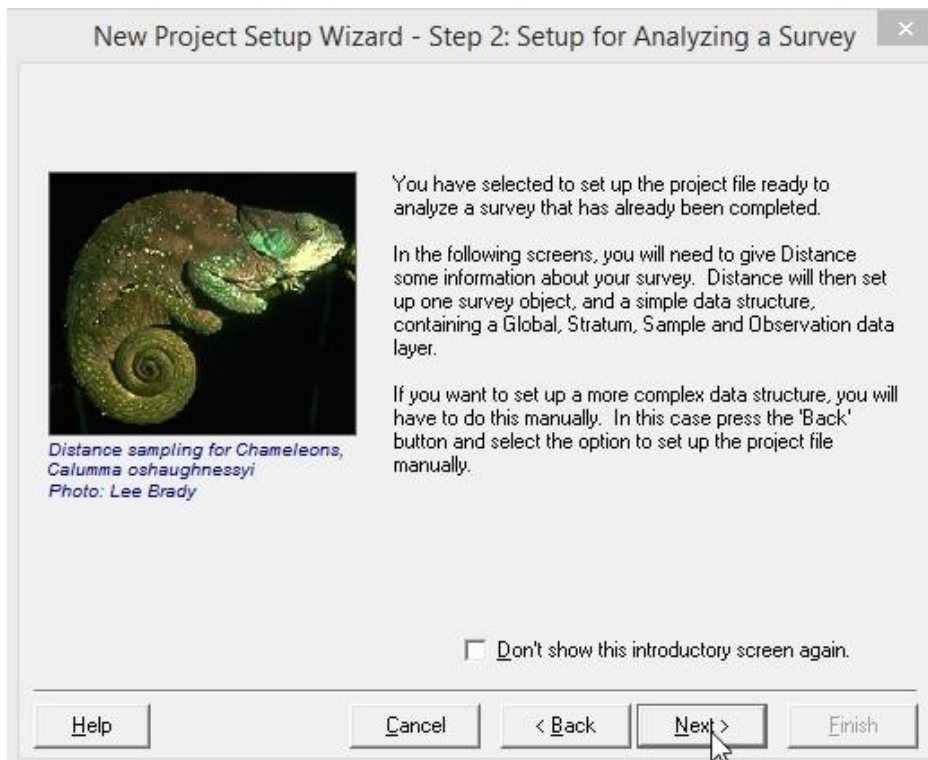 New Project Setup Wizard - Step 2: Setup for Analyzing a Survey
You have selected to set up the project file ready to
analyze a survey that has already been completed.
In the following screens, you will need to give Distance
some information about your survey. Distance will then set
up one survey object, and a simple data structure,
containing a Global, Stratum, Sample and Observation data
layer.
If you want to set up a more complex data structure, you will
have to do this manually. In this case press the 'Back'
button and select the option to set up the project file
manually.
Distance sampling for Chameleons,
Calumma oshaughnessyi
Photo: Lee Brady
Don't show this introductory screen again.
Help
Cancel
< Back
Next >
Finish